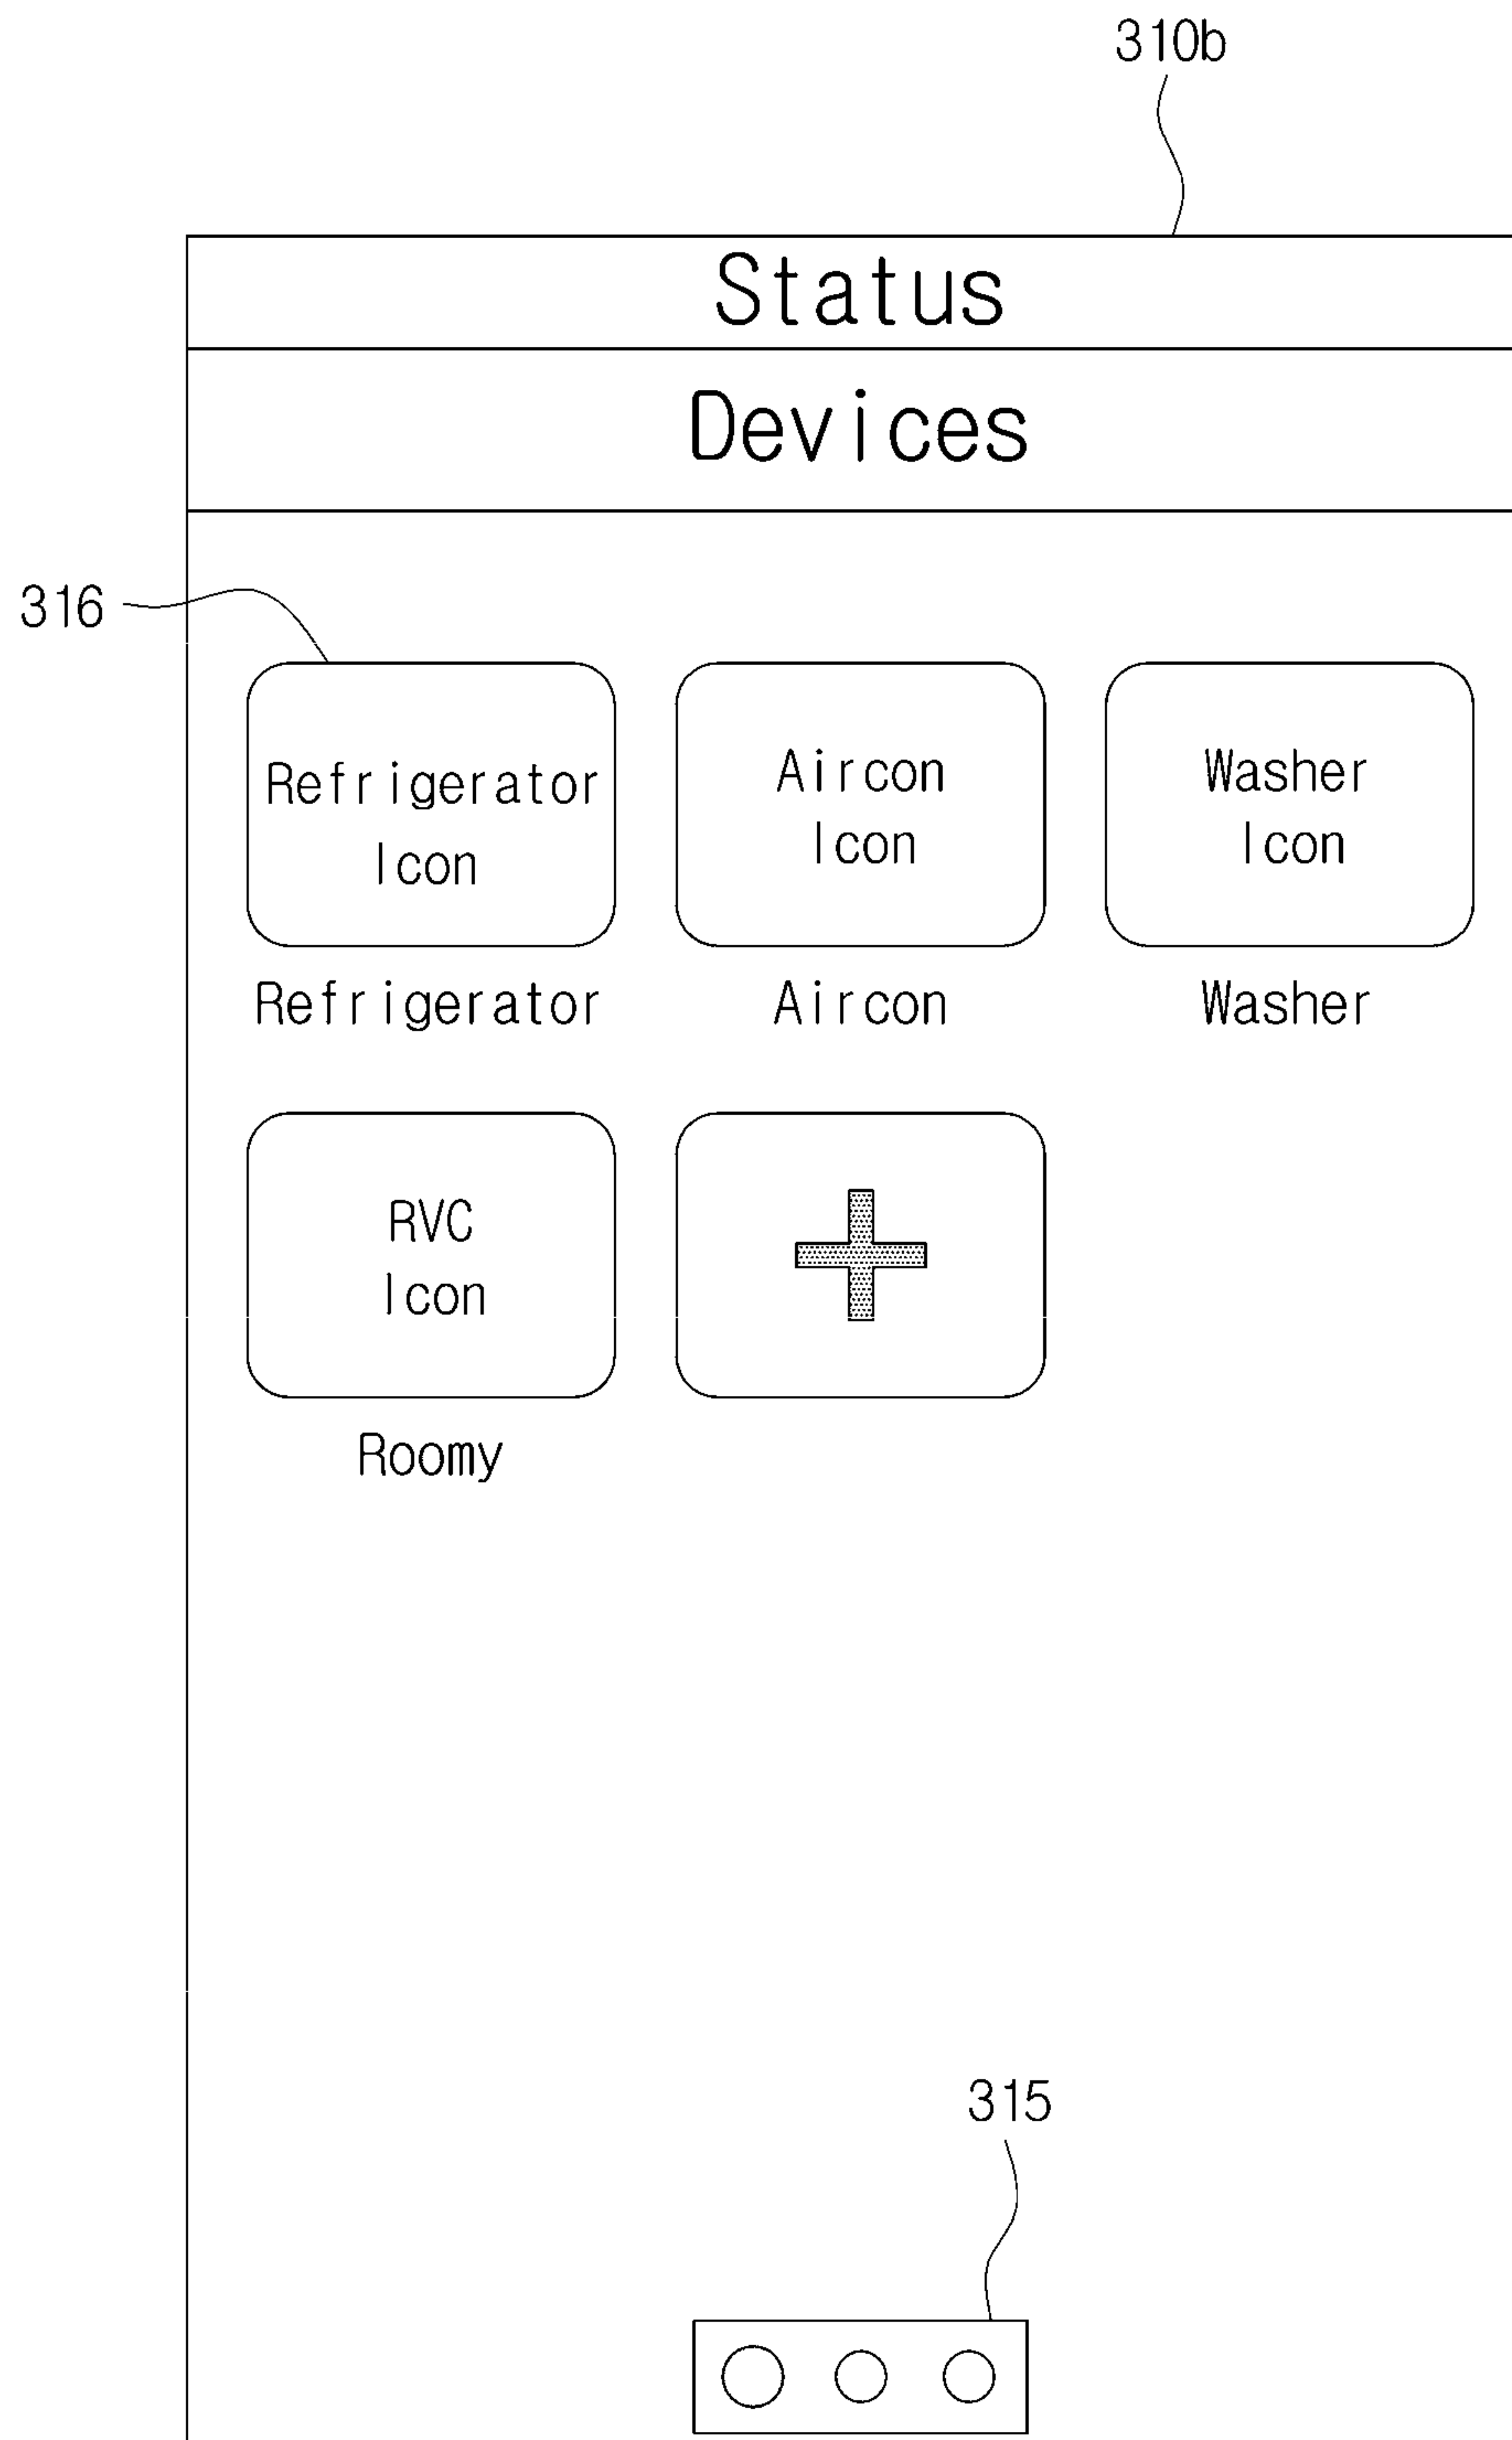 310b
Status
Devices
316
Refrigerator
Icon
Aircon
Icon
Washer
Icon
Refrigerator
Aircon
Washer
RVC
Icon
Roomy
315